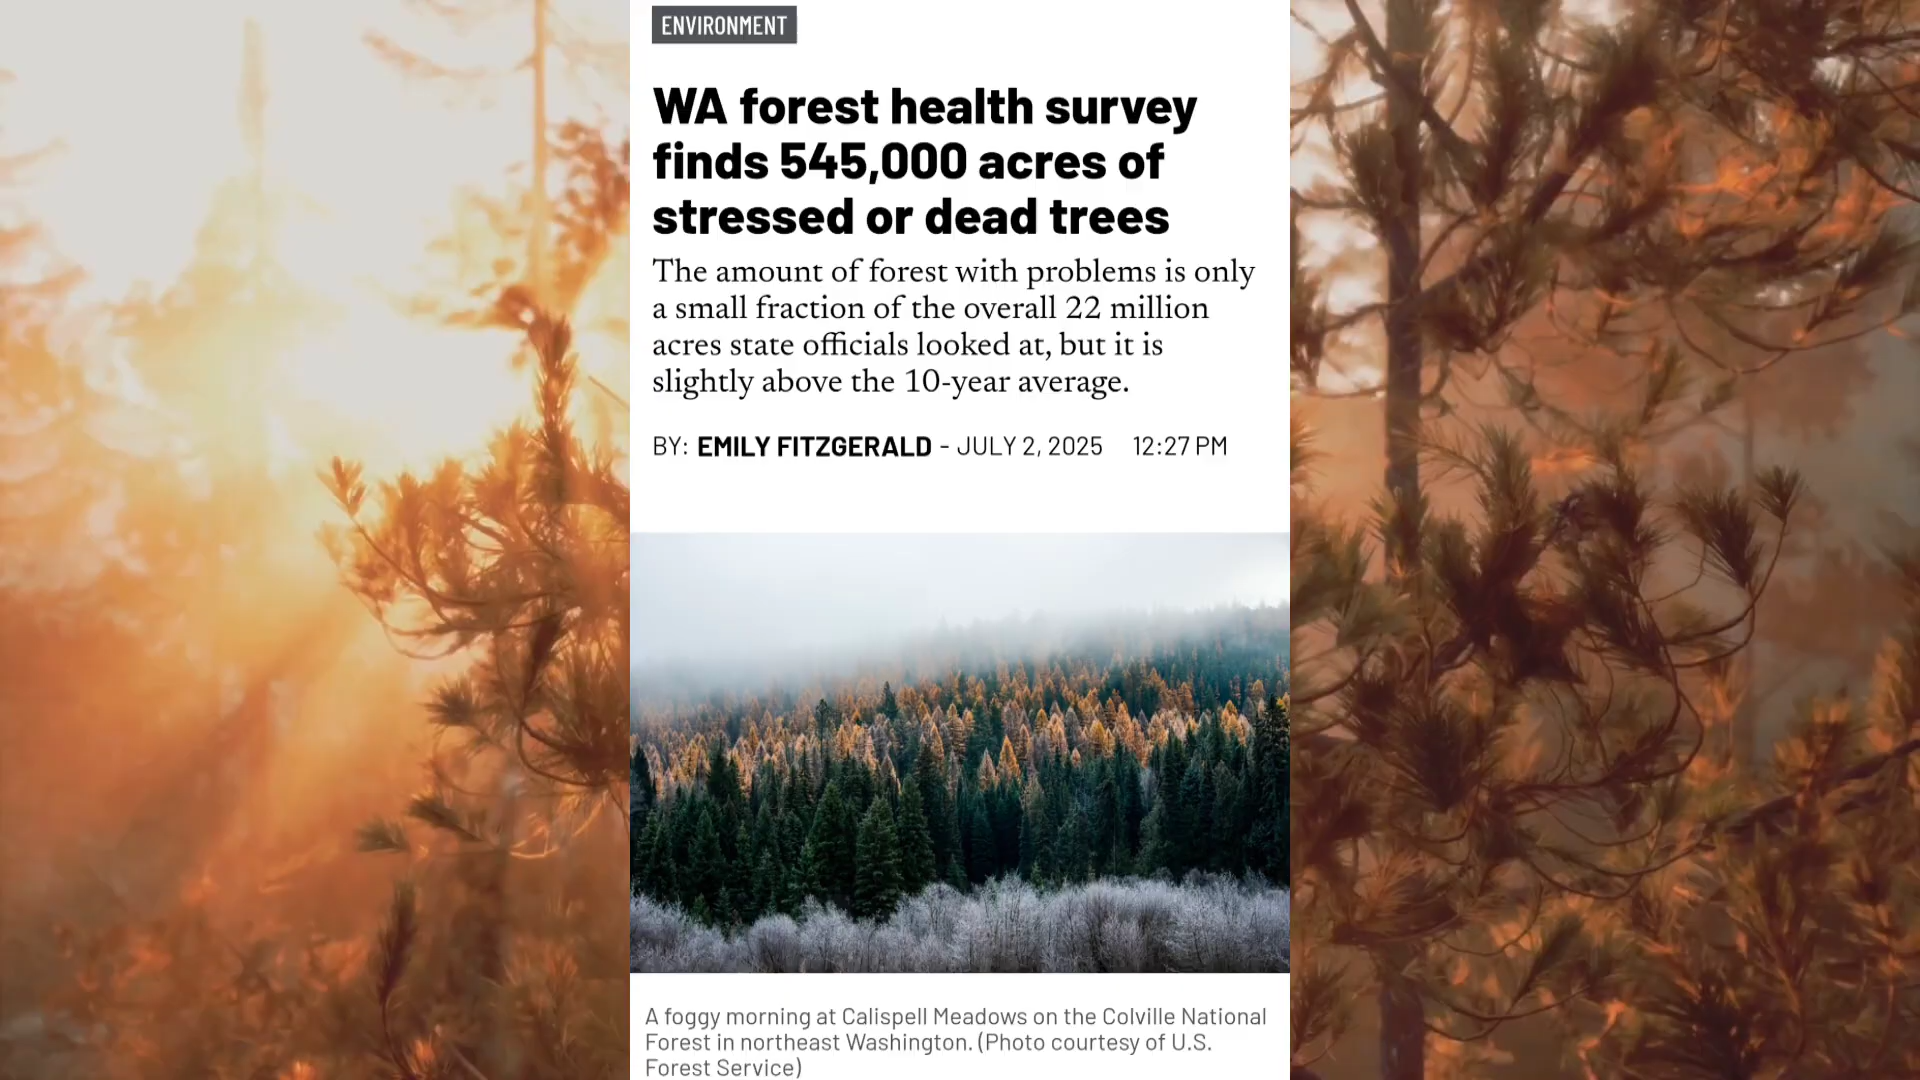 ENVIRONMENT
WA forest health survey
finds 545,000 acres of
stressed or dead trees
The amount of forest with problems is only
a small fraction of the overall 22 million
acres state officials looked at, but it is
slightly above the 10-year average.
BY: EMILY FITZGERALD - JULY 2, 2025 12:27 PM
A foggy morning at Calispell Meadows on the Colville National
Forest in northeast Washington. (Photo courtesy of U.S.
Forest Service)